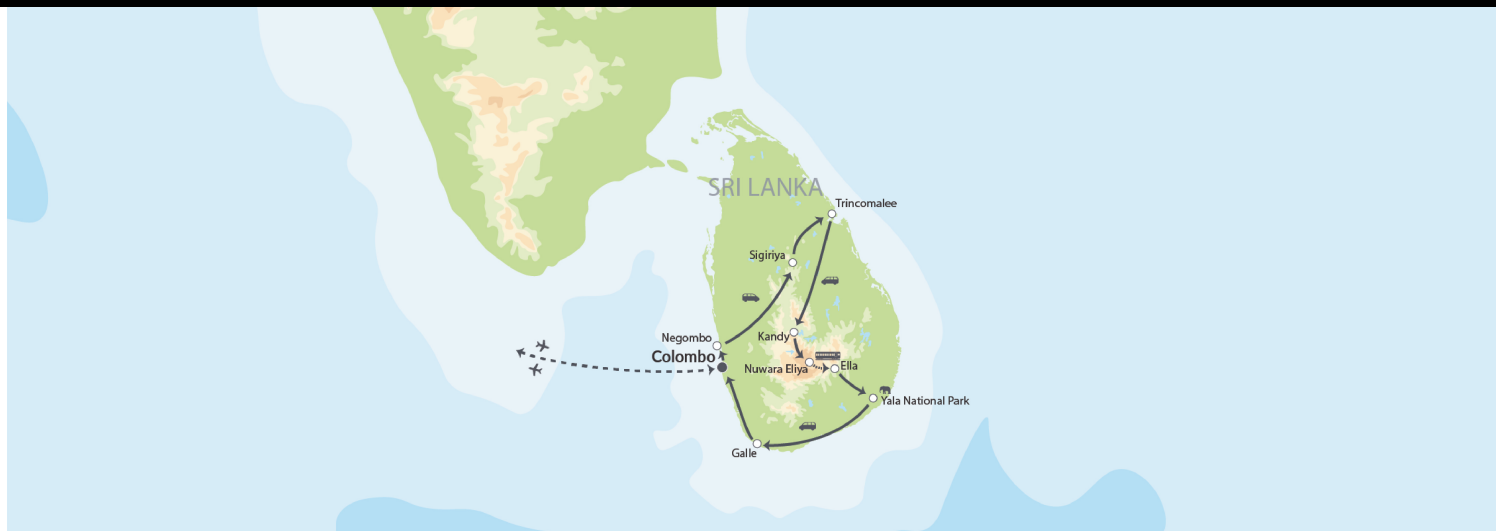 SRI LANKA
Trincomalee
Sigiriya
Negombo
Kandy
Colombo
Nuwara Eliya
Ella
Yala National Park
Galle